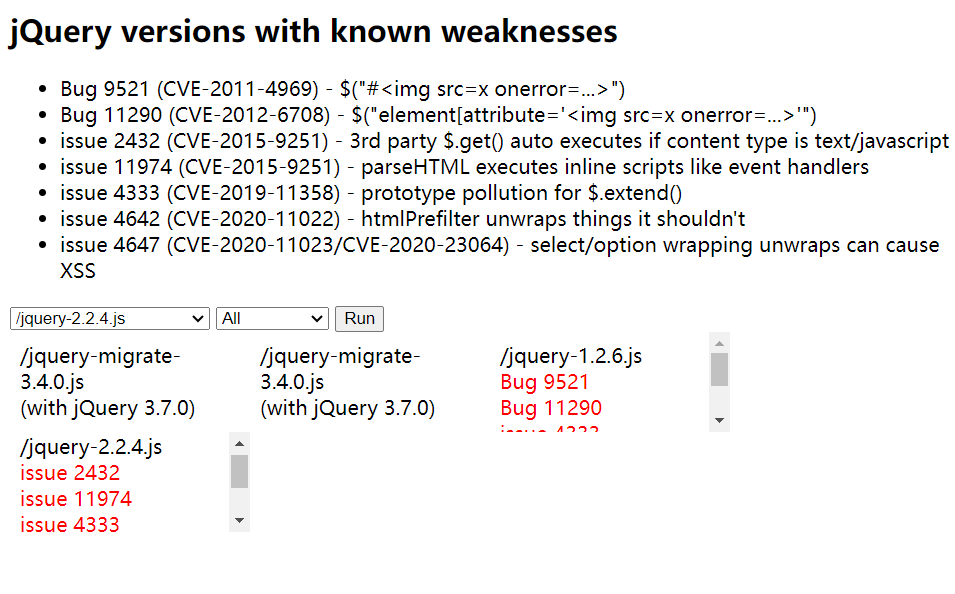 jQuery versions with known weaknesses
Bug 9521 (CVE-2011-4969) - $("#<img src=x onerror=...>")
Bug 11290 (CVE-2012-6708) - $("element[attribute='<img src=x onerror=...>'")
issue 2432 (CVE-2015-9251) - 3rd party $.get() auto executes if content type is text/javascript
issue 11974 (CVE-2015-9251) - parseHTML executes inline scripts like event handlers
issue 4333 (CVE-2019-11358) - prototype pollution for $.extend()
issue 4642 (CVE-2020-11022) - htmlPrefilter unwraps things it shouldn't
issue 4647 (CVE-2020-11023/CVE-2020-23064) - select/option wrapping unwraps can cause
XSS
/jquery-2.2.4.js All Run
/jquery-migrate-
3.4.0.js
(with jQuery 3.7.0)
/jquery-migrate-
3.4.0.js
(with jQuery 3.7.0)
/jquery-1.2.6.js
Bug 9521
Bug 11290
issue 4333
/jquery-2.2.4.js
issue 2432
issue 11974
issue 4333